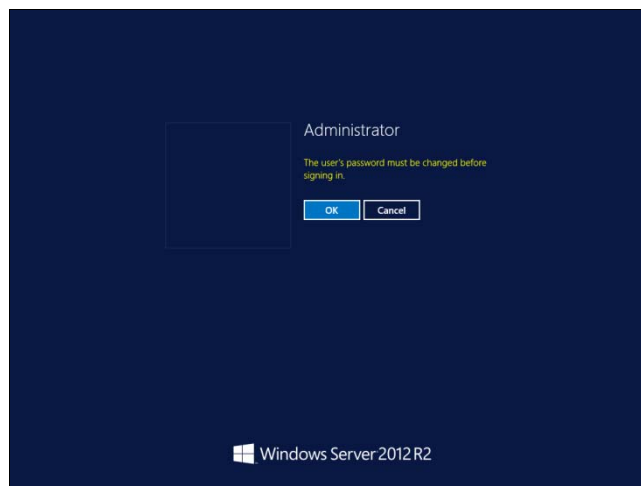 Administrator
The user's password must be changed before
signing in.
OK Cancel
Windows Server 2012 R2